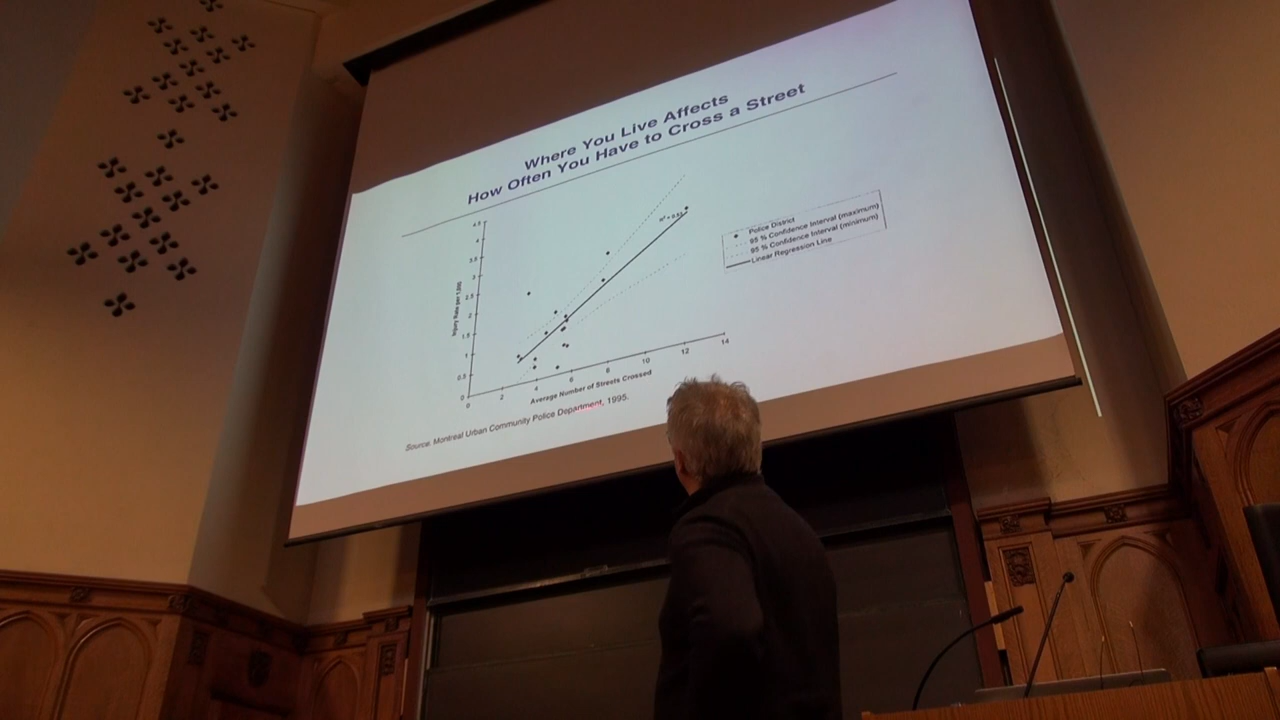 Where You Live Affects
How Often You Have to Cross a Street
4.5
4
3.5
3
2.5
2
1.5
1
0.5
0
Injury Rate per 1,000
0 2 4 6 8 10 12 14
Average Number of Streets Crossed
Police District
95 % Confidence Interval (maximum)
95 % Confidence Interval (minimum)
Linear Regression Line
Source: Montreal Urban Community Police Department, 1995.